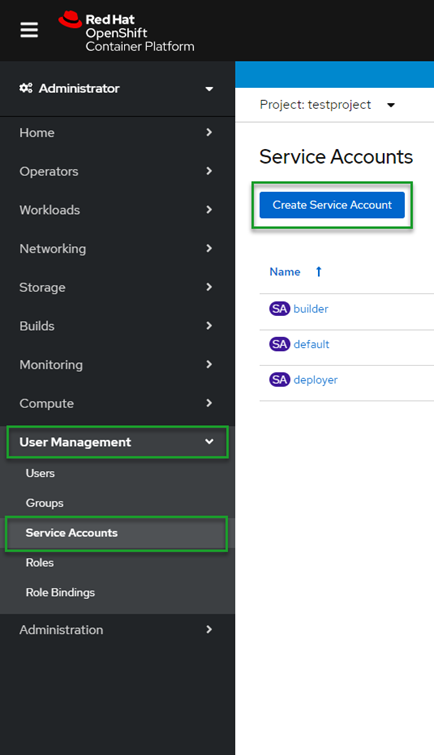 Red Hat
OpenShift
Container Platform
Administrator
Home
Operators
Workloads
Networking
Storage
Builds
Monitoring
Compute
User Management
Users
Groups
Service Accounts
Roles
Role Bindings
Administration
Project: testproject
Service Accounts
Create Service Account
Name
SA builder
SA default
SA deployer